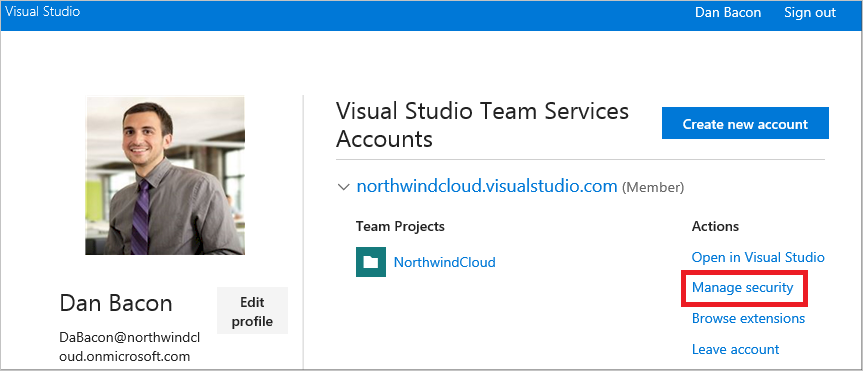 Visual Studio
Dan Bacon Sign out
Visual Studio Team Services
Accounts
Create new account
northwindcloud.visualstudio.com (Member)
Team Projects
NorthwindCloud
Actions
Open in Visual Studio
Manage security
Browse extensions
Leave account
Dan Bacon
Edit
profile
DaBacon@northwindcl
oud.onmicrosoft.com